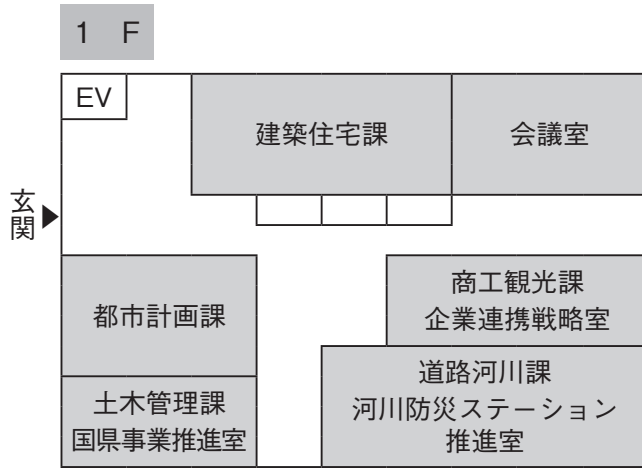 1 F
EV
建築住宅課
会議室
玄関
都市計画課
商工観光課
企業連携戦略室
土木管理課
国県事業推進室
道路河川課
河川防災ステーション
推進室